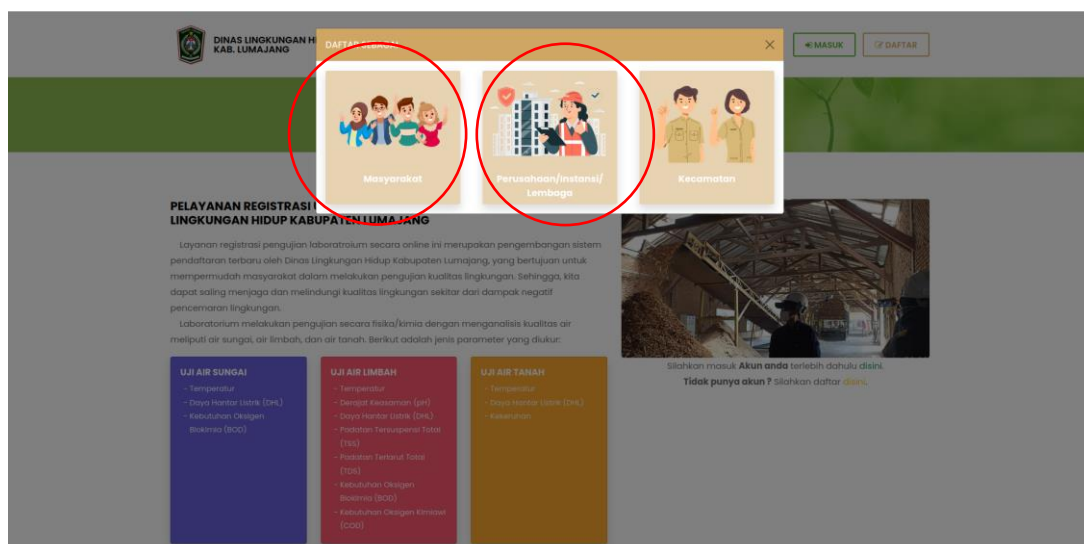 DINAS LINGKUNGAN H
KAB. LUMAJANG
DAFTAR SEBAGAI
×
MASUK
DAFTAR
Masyarakat
Perusahaan/Instansi/
Lembaga
Kecamatan
PELAYANAN REGISTRASI
LINGKUNGAN HIDUP KABUPATEN LUMAJANG
Layanan registrasi pengujian laboratroium secara online ini merupakan pengembangan sistem
pendaftaran terbaru oleh Dinas Lingkungan Hidup Kabupaten Lumajang, yang bertujuan untuk
mempermudah masyarakat dalam melakukan pengujian kualitas lingkungan. Sehingga, kita
dapat saling menjaga dan melindungi kualitas lingkungan sekitar dari dampak negatif
pencemaran lingkungan.
Laboratorium melakukan pengujian secara fisika/kimia dengan menganalisis kualitas air
meliputi air sungai, air limbah, dan air tanah. Berikut adalah jenis parameter yang diukur:
UJI AIR SUNGAI
- Temperatur
- Daya Hantar Listrik (DHL)
- Kebutuhan Oksigen
Biokimia (BOD)
UJI AIR LIMBAH
- Temperatur
- Derajat Keasaman (pH)
- Daya Hantar Listrik (DHL)
- Padatan Tersuspensi Total
(TSS)
- Padatan Terlarut Total
(TDS)
- Kebutuhan Oksigen
Biokimia (BOD)
- Kebutuhan Oksigen Kimiawi
(COD)
UJI AIR TANAH
- Temperatur
- Daya Hantar Listrik (DHL)
- Kekeruhan
Silahkan masuk Akun anda terlebih dahulu disini.
Tidak punya akun ? Silahkan daftar disini.